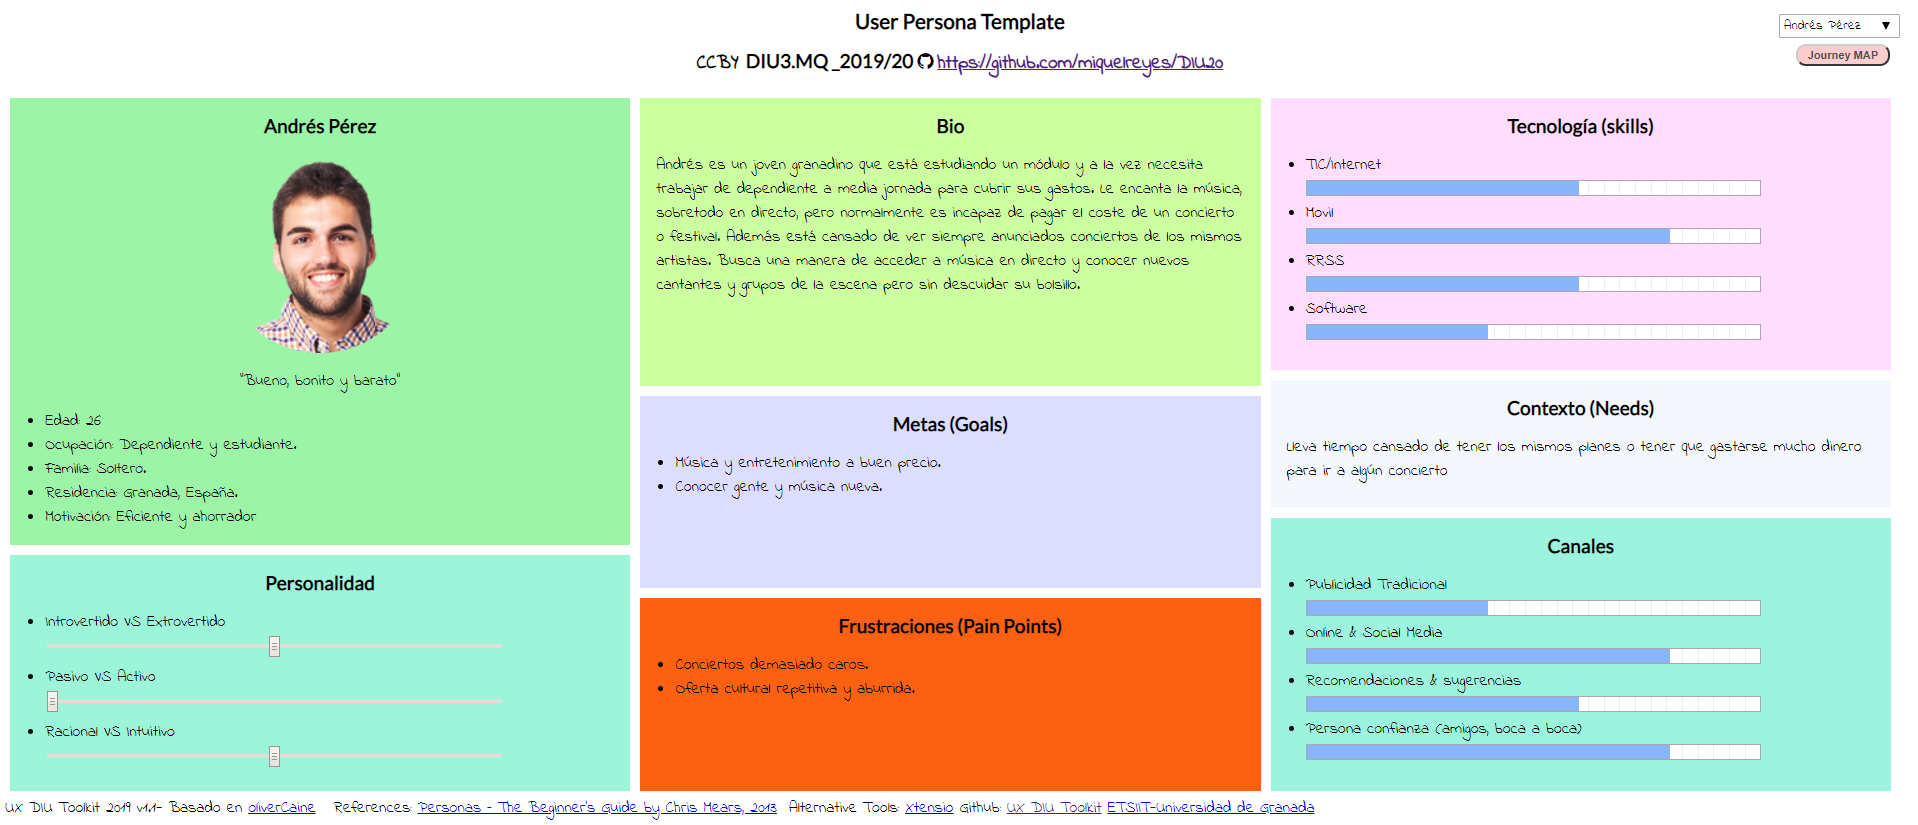 User Persona Template
Andrés Pérez
CCBY DIU3.MQ_2019/20 https://github.com/miquelreyes/DIU20
Journey MAP
Andrés Pérez
"Bueno, bonito y barato"
Edad: 26
Ocupación: Dependiente y estudiante.
Familia: Soltero.
Residencia: Granada, España.
Motivación: Eficiente y ahorrador
Personalidad
Introvertido VS Extrovertido
Pasivo VS Activo
Racional VS Intuitivo
Bio
Andrés es un joven granadino que está estudiando un módulo y a la vez necesita
trabajar de dependiente a media jornada para cubrir sus gastos. Le encanta la música,
sobretodo en directo, pero normalmente es incapaz de pagar el coste de un concierto
o festival. Además está cansado de ver siempre anunciados conciertos de los mismos
artistas. Busca una manera de acceder a música en directo y conocer nuevos
cantantes y grupos de la escena pero sin descuidar su bolsillo.
Metas (Goals)
Música y entretenimiento a buen precio.
Conocer gente y música nueva.
Frustraciones (Pain Points)
Conciertos demasiado caros.
Oferta cultural repetitiva y aburrida.
Tecnología (skills)
TIC/Internet
Movil
RRSS
Software
Contexto (Needs)
Lleva tiempo cansado de tener los mismos planes o tener que gastarse mucho dinero
para ir a algún concierto
Canales
Publicidad Tradicional
Online & Social Media
Recomendaciones & sugerencias
Persona confianza (amigos, boca a boca)
UX DIU Toolkit 2019 v1.1- Basado en oliverCaine References: Personas - The Beginner's Guide by Chris Mears, 2013 Alternative Tools: Xtensio Github: UX DIU Toolkit ETSIIT-Universidad de Granada